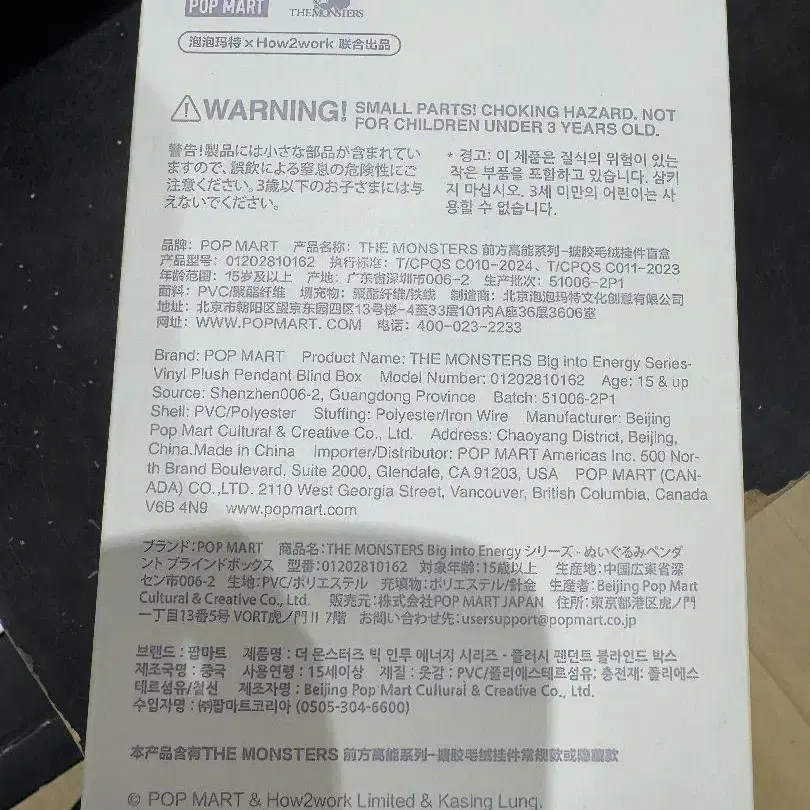 POP MART THE MONSTERS
泡泡玛特×How2work 联合出品
WARNING! SMALL PARTS! CHOKING HAZARD. NOT
FOR CHILDREN UNDER 3 YEARS OLD.
警告!製品には小さな部品が含まれてい
ますので、誤飲による窒息の危険性にご
注意ください。3歳以下のお子さまには与
えないでください。
* 경고: 이 제품은 질식의 위험이 있는
작은 부품을 포함하고 있습니다. 삼키
지 마십시오. 3세 미만의 어린이는 사
용할 수 없습니다.
品牌: POP MART 产品名称: THE MONSTERS 前方高能系列-搪胶毛绒挂件盲盒
产品型号: 01202810162 执行标准: T/CPQS C010-2024、T/CPQS C011-2023
年龄范围: 15岁及以上 产地: 广东省深圳市006-2 生产批次: 51006-2P1
面料: PVC/聚酯纤维 填充物: 聚酯纤维/铁线 制造商: 北京泡泡玛特文化创意有限公司
地址: 北京市朝阳区望京东园四区13号楼-4至33层101内A座36层3606室
网址: WWW.POPMART.COM 电话: 400-023-2233
Brand: POP MART Product Name: THE MONSTERS Big into Energy Series-
Vinyl Plush Pendant Blind Box Model Number: 01202810162 Age: 15 & up
Source: Shenzhen006-2, Guangdong Province Batch: 51006-2P1
Shell: PVC/Polyester Stuffing: Polyester/Iron Wire Manufacturer: Beijing
Pop Mart Cultural & Creative Co., Ltd. Address: Chaoyang District, Beijing,
China.Made in China Importer/Distributor: POP MART Americas Inc. 500 Nor-
th Brand Boulevard, Suite 2000, Glendale, CA 91203, USA POP MART (CAN-
ADA) CO.,LTD. 2110 West Georgia Street, Vancouver, British Columbia, Canada
V6B 4N9 www.popmart.com
ブランド:POP MART 商品名:THE MONSTERS Big into Energy シリーズ - ぬいぐるみペンダ
ント ブラインドボックス 型番:01202810162 対象年齢:15歳以上 生産地:中国広東省深
セン市006-2 生地:PVC/ポリエステル 充填物:ポリエステル/針金 生産者:Beijing Pop Mart
Cultural & Creative Co., Ltd. 販売元:株式会社POP MART JAPAN 住所:東京都港区虎ノ門
一丁目13番5号 VORT虎ノ門II 7階 お問い合わせ先:usersupport@popmart.co.jp
브랜드 : 팝마트 제품명 : 더 몬스터즈 빅 인투 에너지 시리즈 - 플러시 팬던트 블라인드 박스
제조국명 : 중국 사용연령 : 15세이상 재질 : 옷감 : PVC/폴리에스테르섬유: 충전재: 폴리에스
테르섬유/철선 제조자명 : Beijing Pop Mart Cultural & Creative Co., Ltd.
수입자명 : ㈜팝마트코리아 (0505-304-6600)
本产品含有THE MONSTERS 前方高能系列-搪胶毛绒挂件常规款或隐藏款
© POP MART & How2work Limited & Kasing Lung.